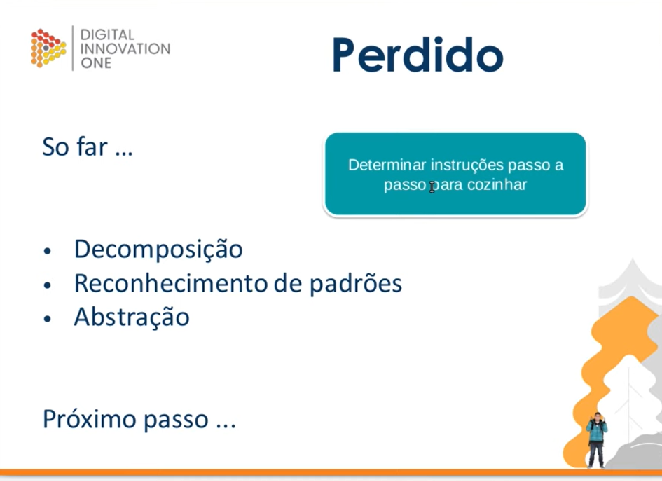 DIGITAL
INNOVATION
ONE
Perdido
So far ...
Determinar instruções passo a
passo para cozinhar
• Decomposição
• Reconhecimento de padrões
• Abstração
Próximo passo ...